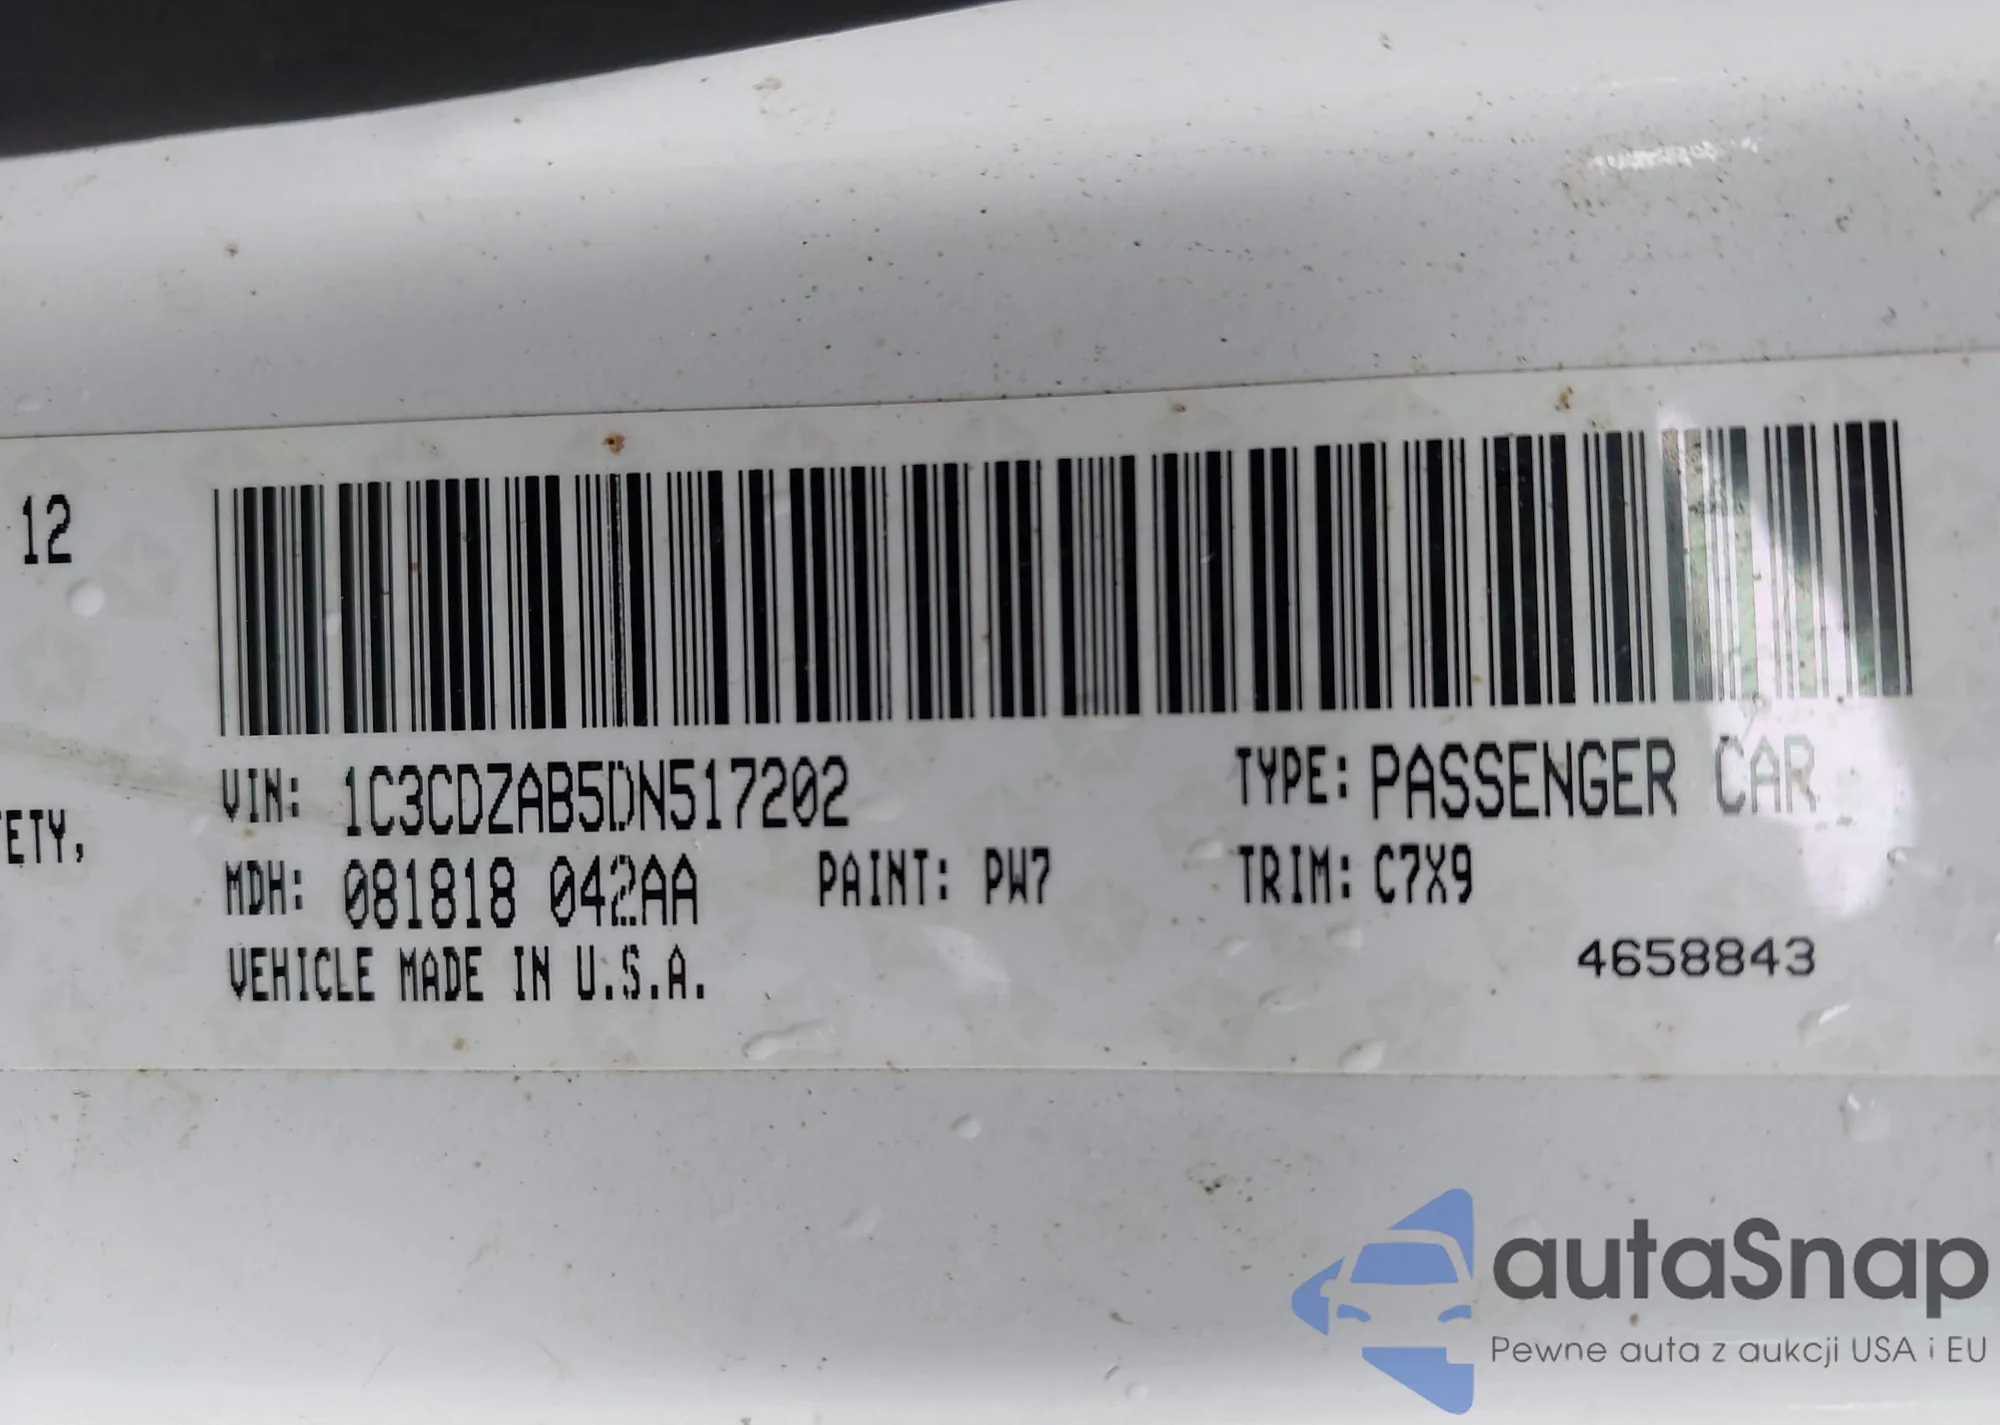 12
ETY,
VIN: 1C3CDZAB5DN517202
TYPE: PASSENGER CAR
MDH: 081818 042AA
PAINT: PW7
TRIM: C7X9
VEHICLE MADE IN U.S.A.
4658843
autaSnap
Pewne auta z aukcji USA i EU